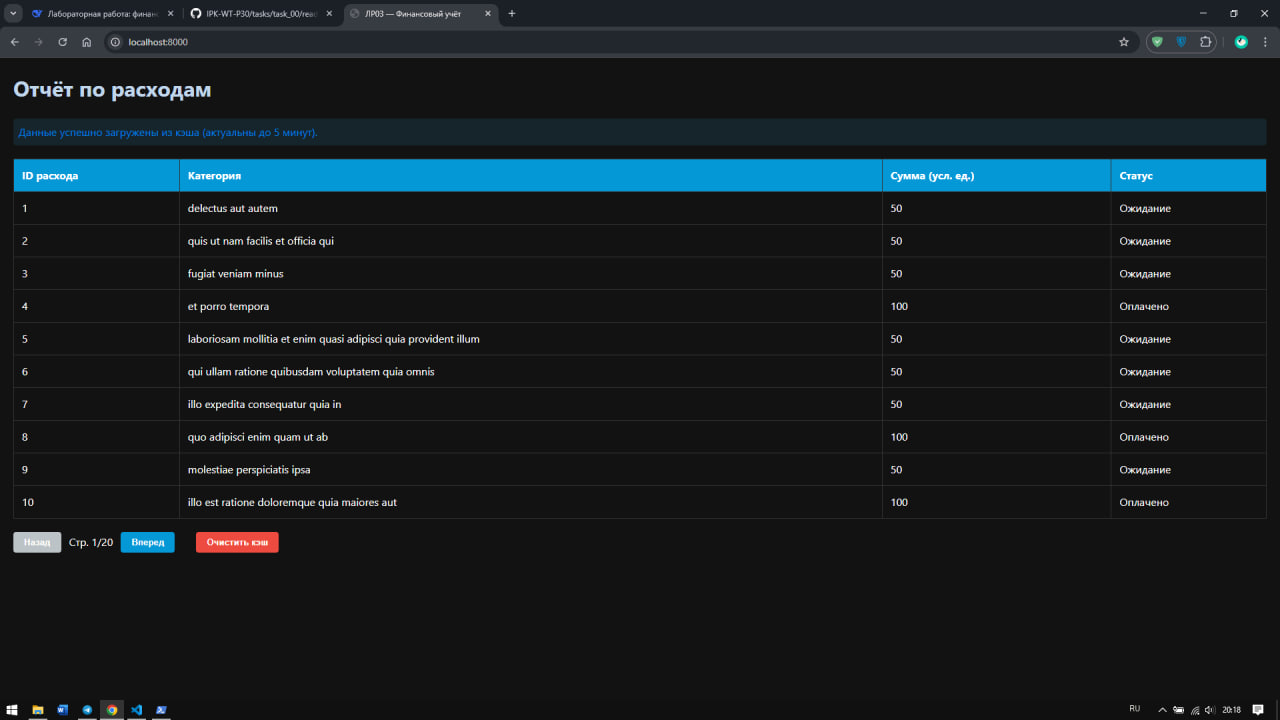 Лабораторная работа: финанс
IPK-WT-P30/tasks/task_00/read
ЛР03 — Финансовый учёт
localhost:8000
Отчёт по расходам
Данные успешно загружены из кэша (актуальны до 5 минут).
ID расхода Категория Сумма (усл. ед.) Статус
1 delectus aut autem 50 Ожидание
2 quis ut nam facilis et officia qui 50 Ожидание
3 fugiat veniam minus 50 Ожидание
4 et porro tempora 100 Оплачено
5 laboriosam mollitia et enim quasi adipisci quia provident illum 50 Ожидание
6 qui ullam ratione quibusdam voluptatem quia omnis 50 Ожидание
7 illo expedita consequatur quia in 50 Ожидание
8 quo adipisci enim quam ut ab 100 Оплачено
9 molestiae perspiciatis ipsa 50 Ожидание
10 illo est ratione doloremque quia maiores aut 100 Оплачено
Назад Стр. 1/20 Вперед Очистить кэш
RU 20:18